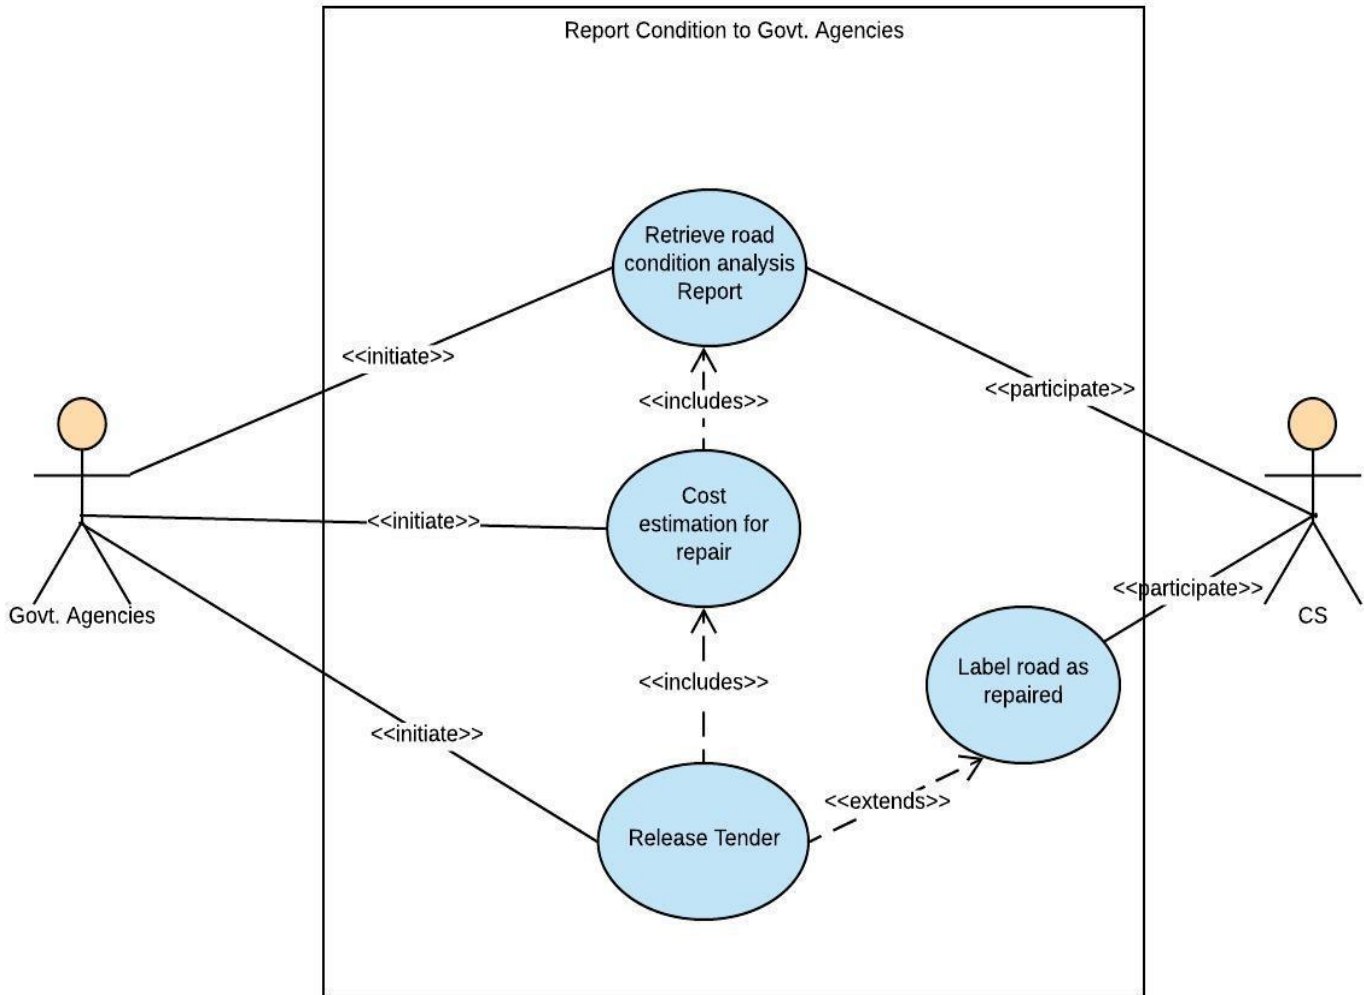 Report Condition to Govt. Agencies
Retrieve road
condition analysis
Report
<<initiate>>
<<participate>>
<<includes>>
Cost
estimation for
repair
<<initiate>>
Govt. Agencies
<<participate>>
CS
Label road as
repaired
<<includes>>
<<initiate>>
<<extends>>
Release Tender